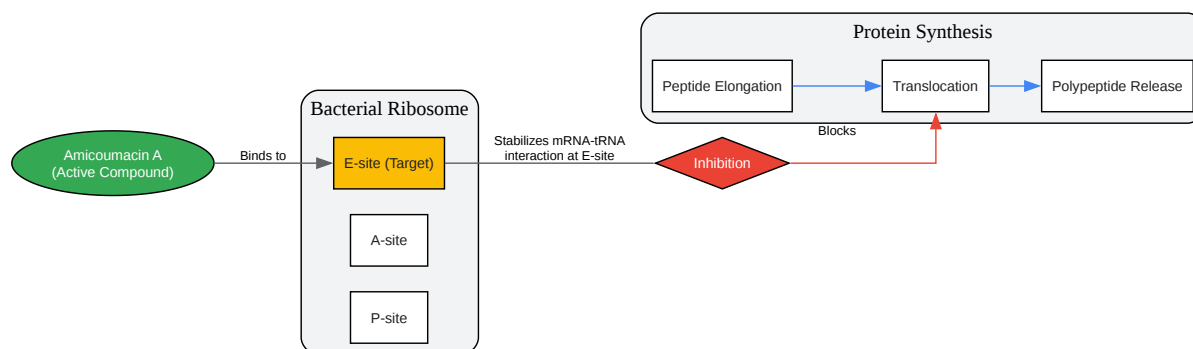 Protein Synthesis
Peptide Elongation
Translocation
Polypeptide Release
Bacterial Ribosome
Blocks
Amicoumacin A
(Active Compound)
Binds to
E-site (Target)
Stabilizes mRNA-tRNA
interaction at E-site
Inhibition
A-site
P-site